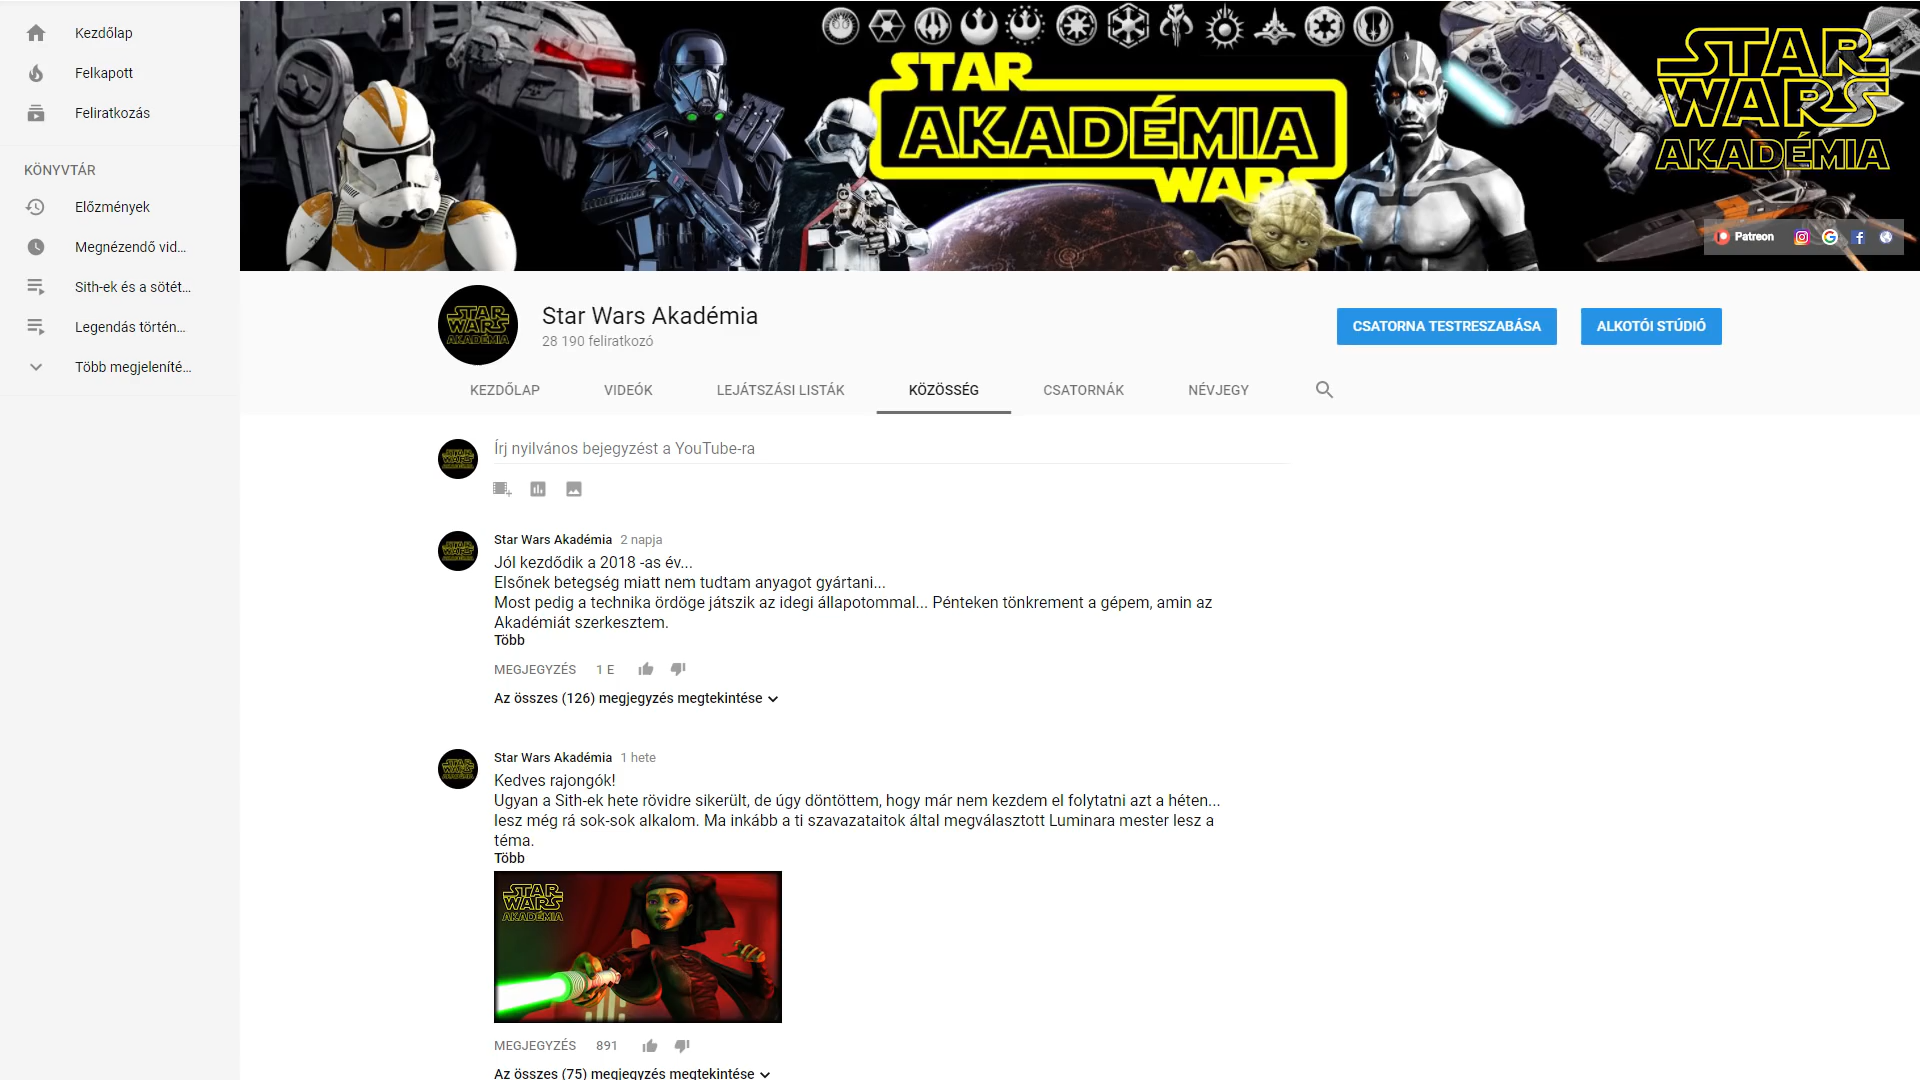 Kezdőlap
Felkapott
Feliratkozás
KÖNYVTÁR
Előzmények
Megnézendő vid...
Sith-ek és a sötét...
Legendás történ...
Több megjeleníté...
STAR
AKADÉMIA
WARS
STAR
WARS
AKADÉMIA
Patreon
STAR
WARS
AKADÉMIA
Star Wars Akadémia
28 190 feliratkozó
CSATORNA TESTRESZABÁSA
ALKOTÓI STÚDIÓ
KEZDŐLAP
VIDEÓK
LEJÁTSZÁSI LISTÁK
KÖZÖSSÉG
CSATORNÁK
NÉVJEGY
Írj nyilvános bejegyzést a YouTube-ra
Star Wars Akadémia 2 napja
Jól kezdődik a 2018 -as év...
Elsőnek betegség miatt nem tudtam anyagot gyártani...
Most pedig a technika ördöge játszik az idegi állapotommal... Pénteken tönkrement a gépem, amin az
Akadémiát szerkesztem.
Több
MEGJEGYZÉS 1 E
Az összes (126) megjegyzés megtekintése
Star Wars Akadémia 1 hete
Kedves rajongók!
Ugyan a Sith-ek hete rövidre sikerült, de úgy döntöttem, hogy már nem kezdem el folytatni azt a héten...
lesz még rá sok-sok alkalom. Ma inkább a ti szavazataitok által megválasztott Luminara mester lesz a
téma.
Több
STAR
WARS
AKADÉMIA
MEGJEGYZÉS 891
Az összes (75) megjegyzés megtekintése